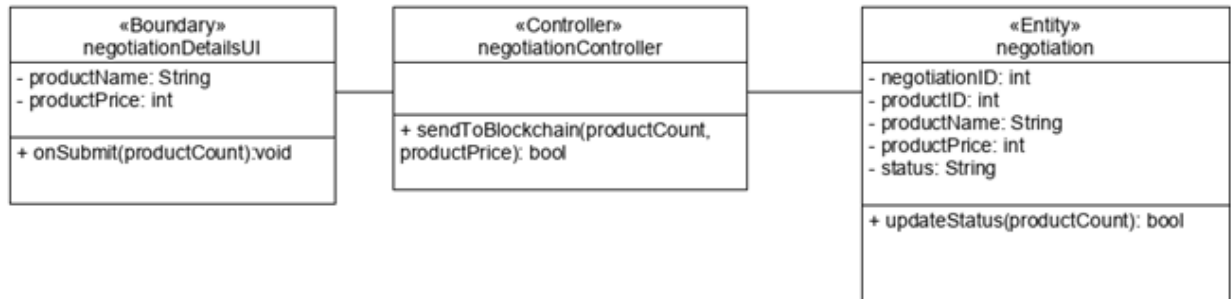 «Boundary»
negotiationDetailsUI
- productName: String
- productPrice: int
+ onSubmit(productCount):void
«Controller»
negotiationController
+ sendToBlockchain(productCount,
productPrice): bool
«Entity»
negotiation
- negotiationID: int
- productID: int
- productName: String
- productPrice: int
- status: String
+ updateStatus(productCount): bool